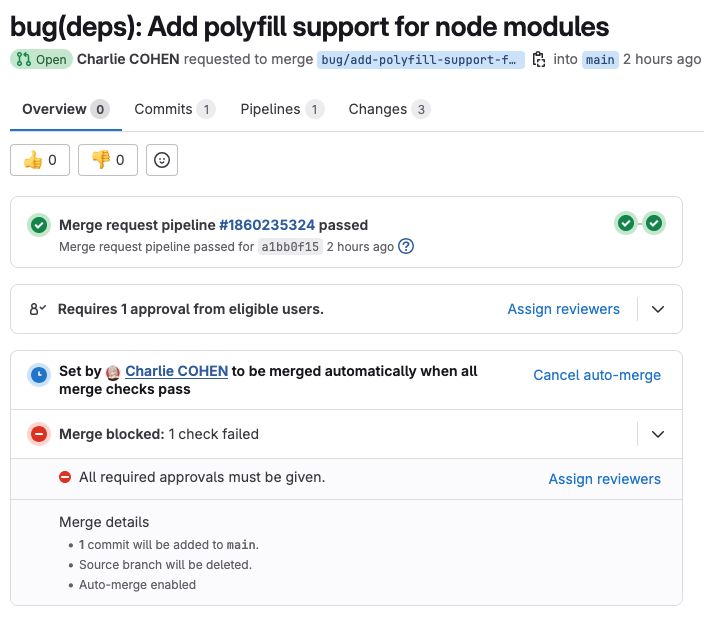 bug(deps): Add polyfill support for node modules
Open Charlie COHEN requested to merge bug/add-polyfill-support-f… into main 2 hours ago
Overview 0 Commits 1 Pipelines 1 Changes 3
👍 0 👎 0
Merge request pipeline #1860235324 passed
Merge request pipeline passed for a1bb0f15 2 hours ago ?
Requires 1 approval from eligible users. Assign reviewers
Set by Charlie COHEN to be merged automatically when all
merge checks pass
Cancel auto-merge
Merge blocked: 1 check failed
All required approvals must be given. Assign reviewers
Merge details
• 1 commit will be added to main.
• Source branch will be deleted.
• Auto-merge enabled